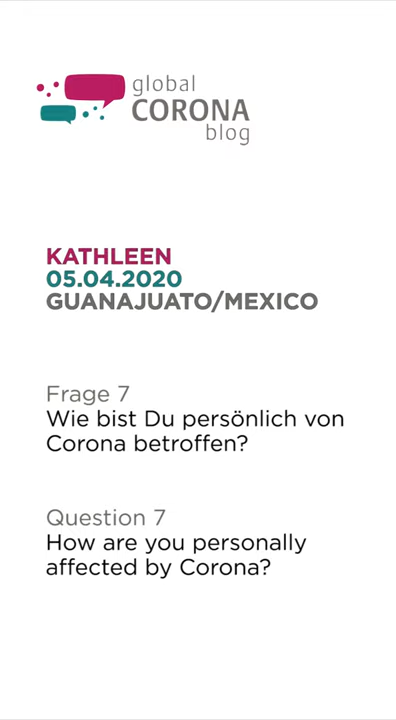 global
CORONA
blog
KATHLEEN
05.04.2020
GUANAJUATO/MEXICO
Frage 7
Wie bist Du persönlich von
Corona betroffen?
Question 7
How are you personally
affected by Corona?